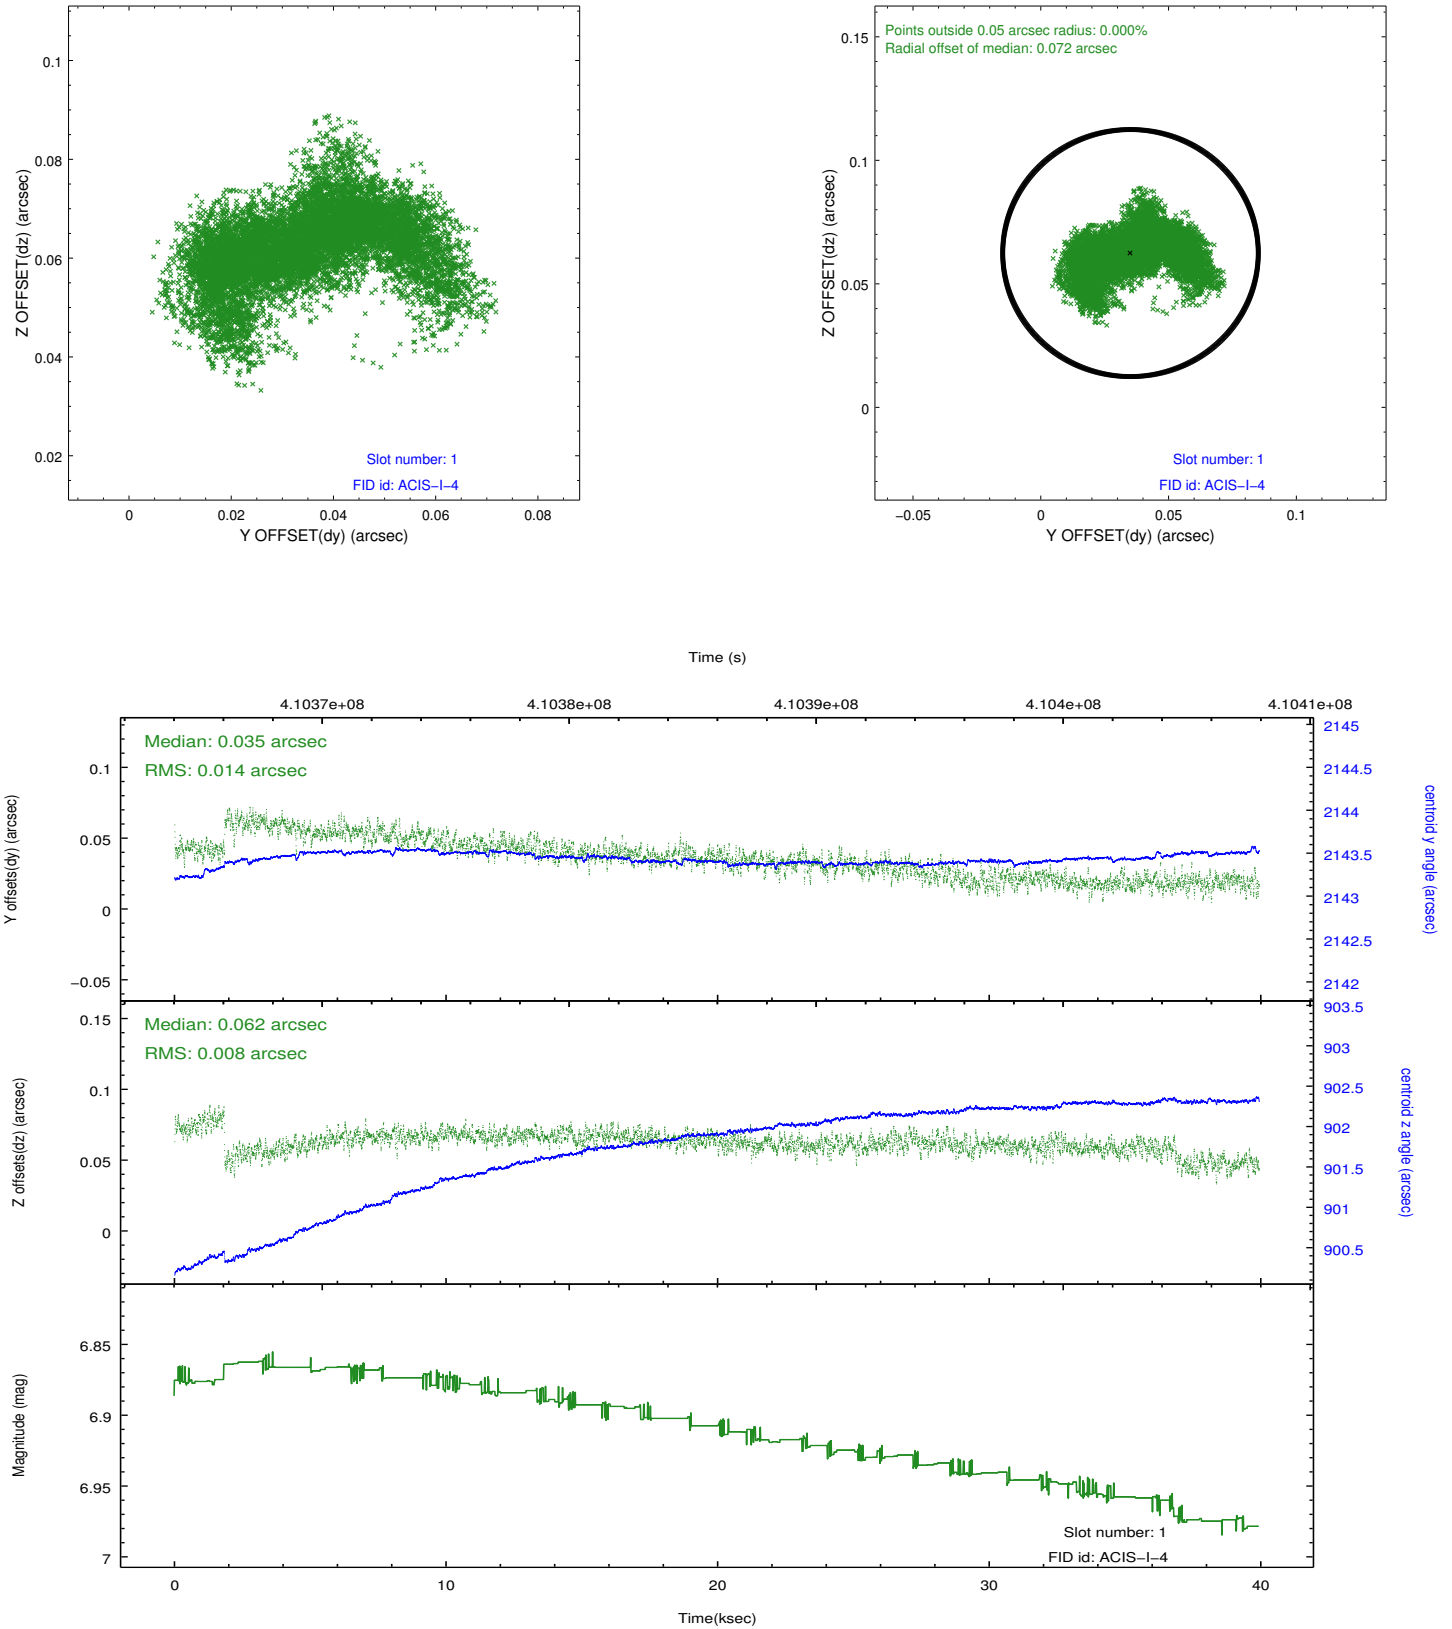 0.1
0.08
0.06
0.04
0.02
Z OFFSET(dz) (arcsec)
Slot number: 1
FID id: ACIS−I−4
0 0.02 0.04 0.06 0.08
Y OFFSET(dy) (arcsec)
Points outside 0.05 arcsec radius: 0.000%
Radial offset of median: 0.072 arcsec
0.15
0.1
0.05
0
Z OFFSET(dz) (arcsec)
Slot number: 1
FID id: ACIS−I−4
−0.05 0 0.05 0.1
Y OFFSET(dy) (arcsec)
Time (s)
4.1037e+08 4.1038e+08 4.1039e+08 4.104e+08 4.1041e+08
Median: 0.035 arcsec
RMS: 0.014 arcsec
0.1
0.05
0
−0.05
Y offsets(dy) (arcsec)
2145
2144.5
2144
2143.5
2143
2142.5
2142
centroid y angle (arcsec)
Median: 0.062 arcsec
RMS: 0.008 arcsec
0.15
0.1
0.05
0
Z offsets(dz) (arcsec)
903.5
903
902.5
902
901.5
901
900.5
centroid z angle (arcsec)
6.85
6.9
6.95
7
Magnitude (mag)
Slot number: 1
FID id: ACIS−I−4
0 10 20 30 40
Time(ksec)